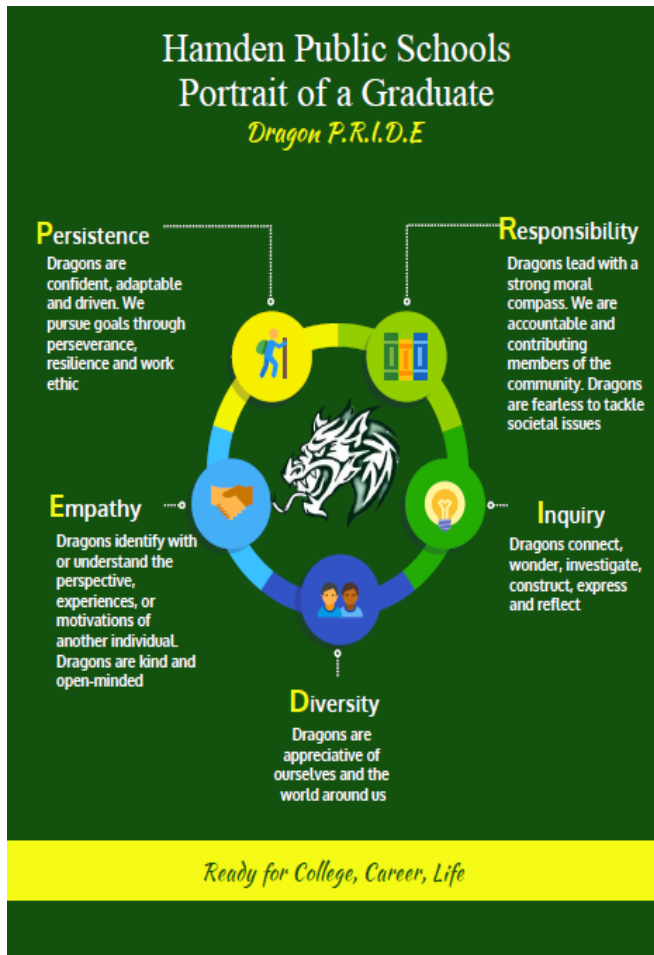 Hamden Public Schools
Portrait of a Graduate
Dragon P.R.I.D.E
Persistence
Dragons are
confident, adaptable
and driven. We
pursue goals through
perseverance,
resilience and work
ethic
Responsibility
Dragons lead with a
strong moral
compass. We are
accountable and
contributing
members of the
community. Dragons
are fearless to tackle
societal issues
Inquiry
Dragons connect,
wonder, investigate,
construct, express
and reflect
Diversity
Dragons are
appreciative of
ourselves and the
world around us
Empathy
Dragons identify with
or understand the
perspective,
experiences, or
motivations of
another individual.
Dragons are kind and
open-minded
Ready for College, Career, Life